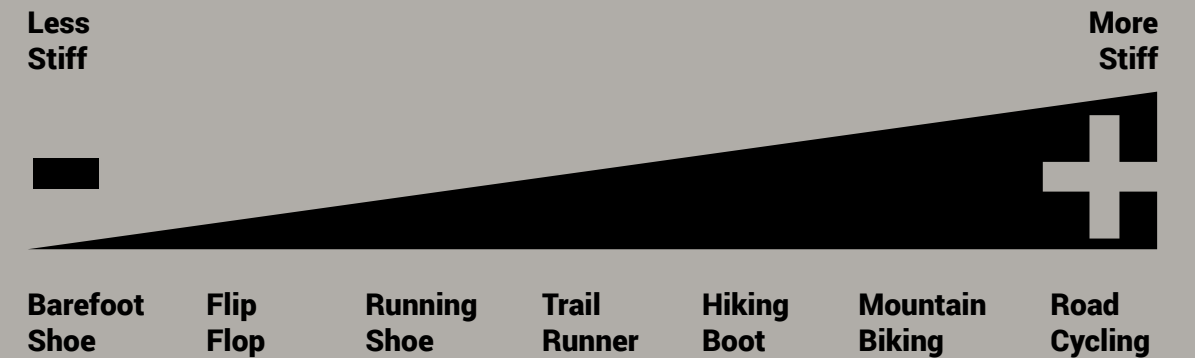 Less
Stiff
More
Stiff
Barefoot
Shoe
Flip
Flop
Running
Shoe
Trail
Runner
Hiking
Boot
Mountain
Biking
Road
Cycling